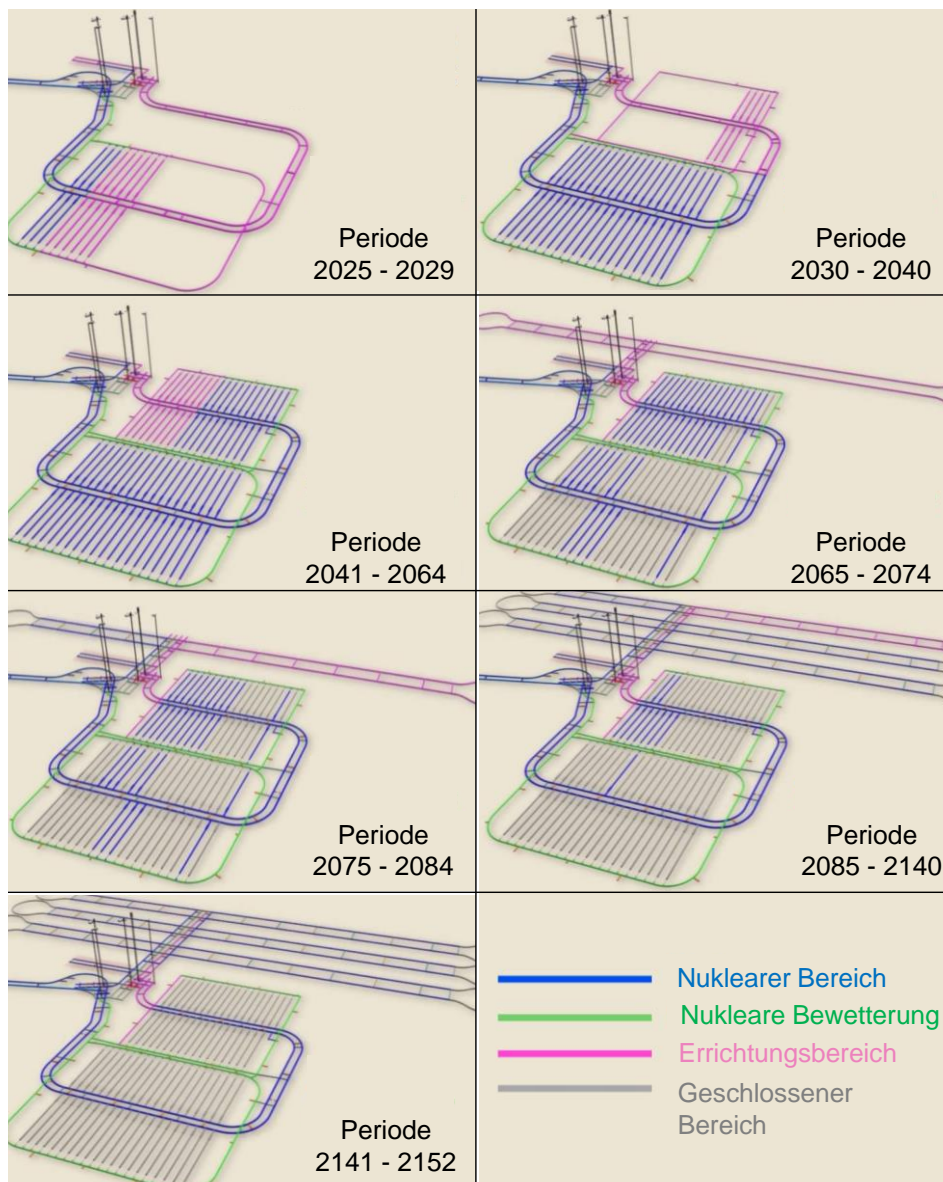 Periode
2025 - 2029
Periode
2030 - 2040
Periode
2041 - 2064
Periode
2065 - 2074
Periode
2075 - 2084
Periode
2085 - 2140
Periode
2141 - 2152
Nuklearer Bereich
Nukleare Bewetterung
Errichtungsbereich
Geschlossener
Bereich